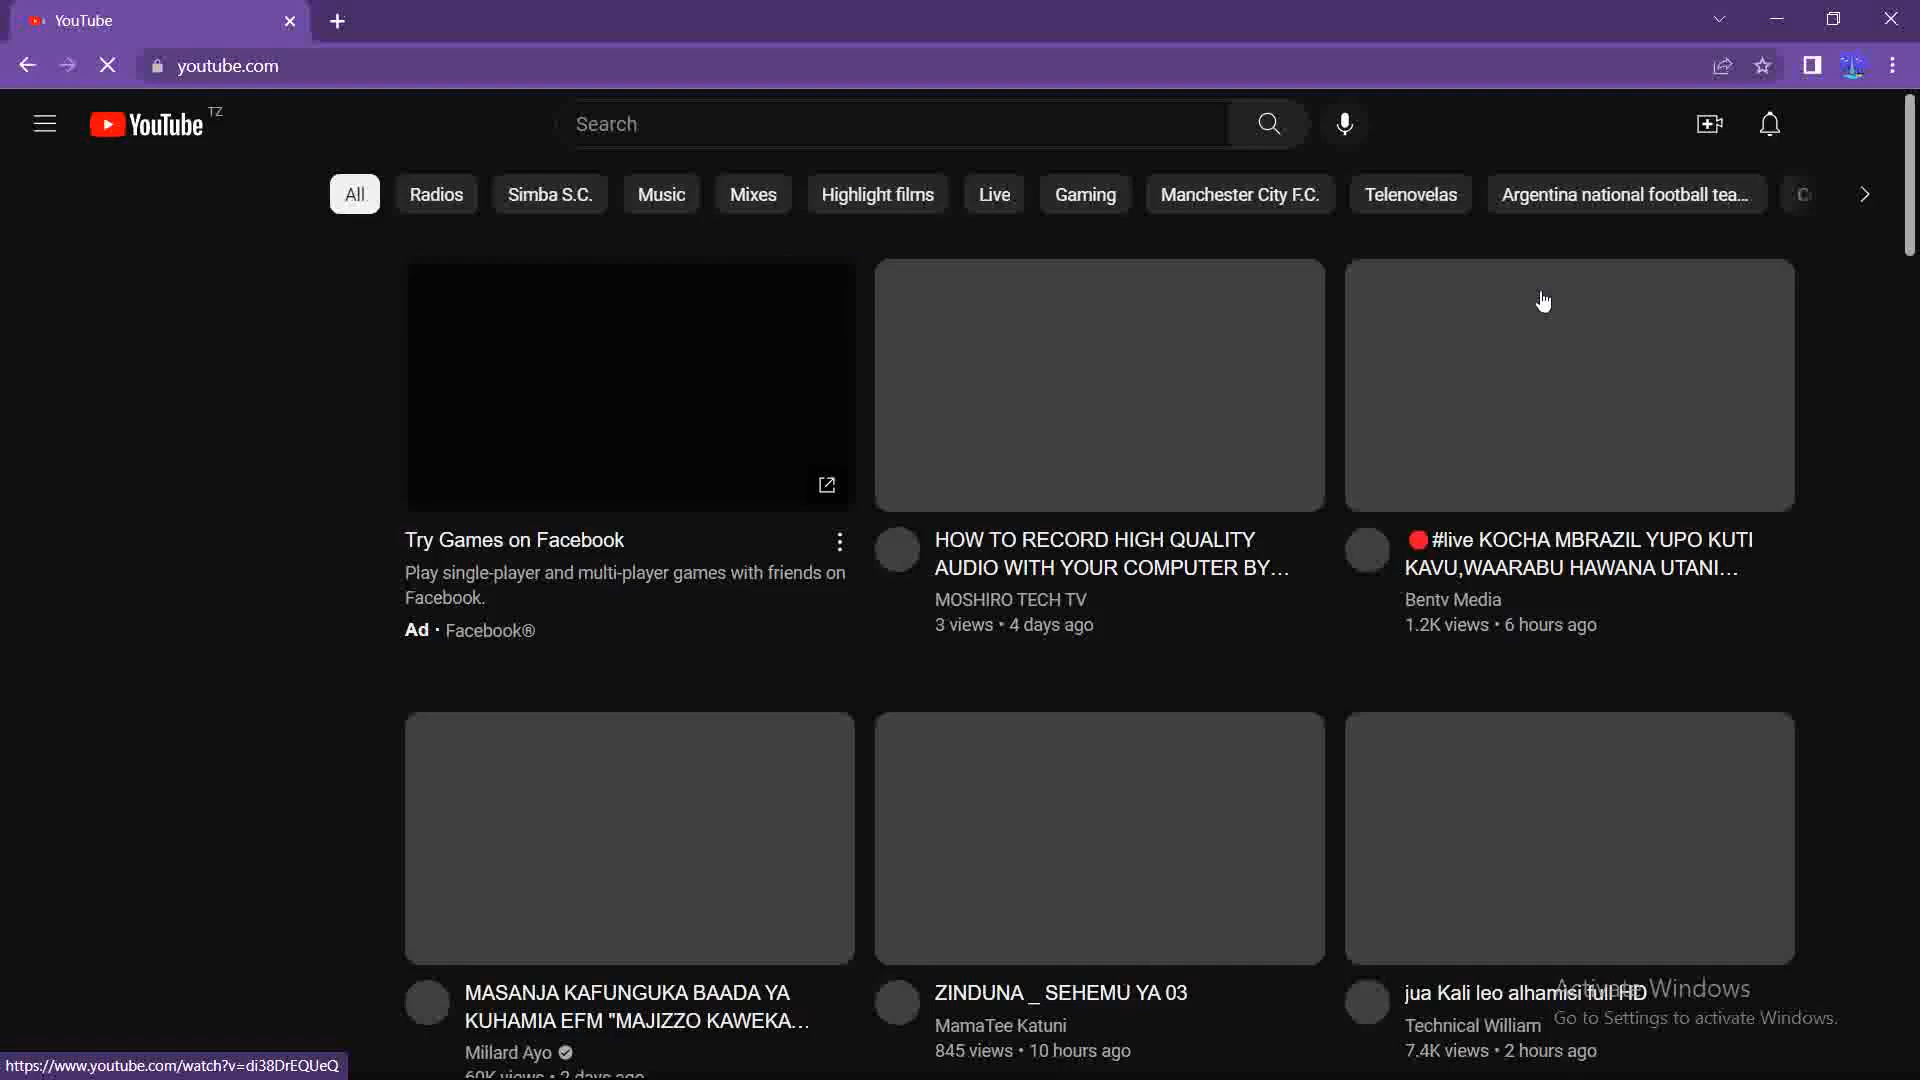 YouTube
youtube.com
YouTube TZ
Search
All Radios Simba S.C. Music Mixes Highlight films Live Gaming Manchester City F.C. Telenovelas Argentina national football tea...
Try Games on Facebook
Play single-player and multi-player games with friends on
Facebook.
Ad · Facebook®
HOW TO RECORD HIGH QUALITY
AUDIO WITH YOUR COMPUTER BY...
MOSHIRO TECH TV
3 views • 4 days ago
🔴#live KOCHA MBRAZIL YUPO KUTI
KAVU,WAARABU HAWANA UTANI...
Bentv Media
1.2K views • 6 hours ago
MASANJA KAFUNGUKA BAADA YA
KUHAMIA EFM "MAJIZZO KAWEKA...
Millard Ayo
60K views • 2 days ago
ZINDUNA _ SEHEMU YA 03
MamaTee Katuni
845 views • 10 hours ago
jua Kali leo alhamisi full HD
Technical William
7.4K views • 2 hours ago
Activate Windows
Go to Settings to activate Windows.
https://www.youtube.com/watch?v=di38DrEQUeQ